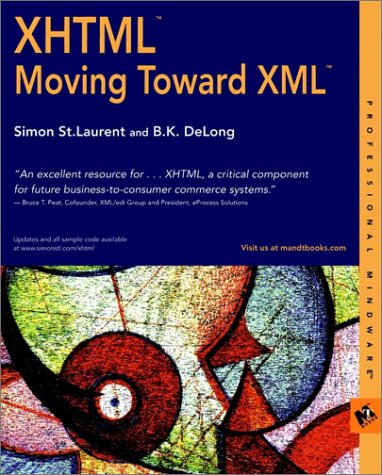 XHTML™
Moving Toward XML™
Simon St.Laurent and B.K. DeLong
"An excellent resource for . . . XHTML, a critical component
for future business-to-consumer commerce systems."
— Bruce T. Peat, Cofounder, XML/edi Group and President, eProcess Solutions
Updates and all sample code available
at www.simonstl.com/xhtml
Visit us at mandtbooks.com
PROFESSIONAL MINDWARE™
M&T
BOOKS